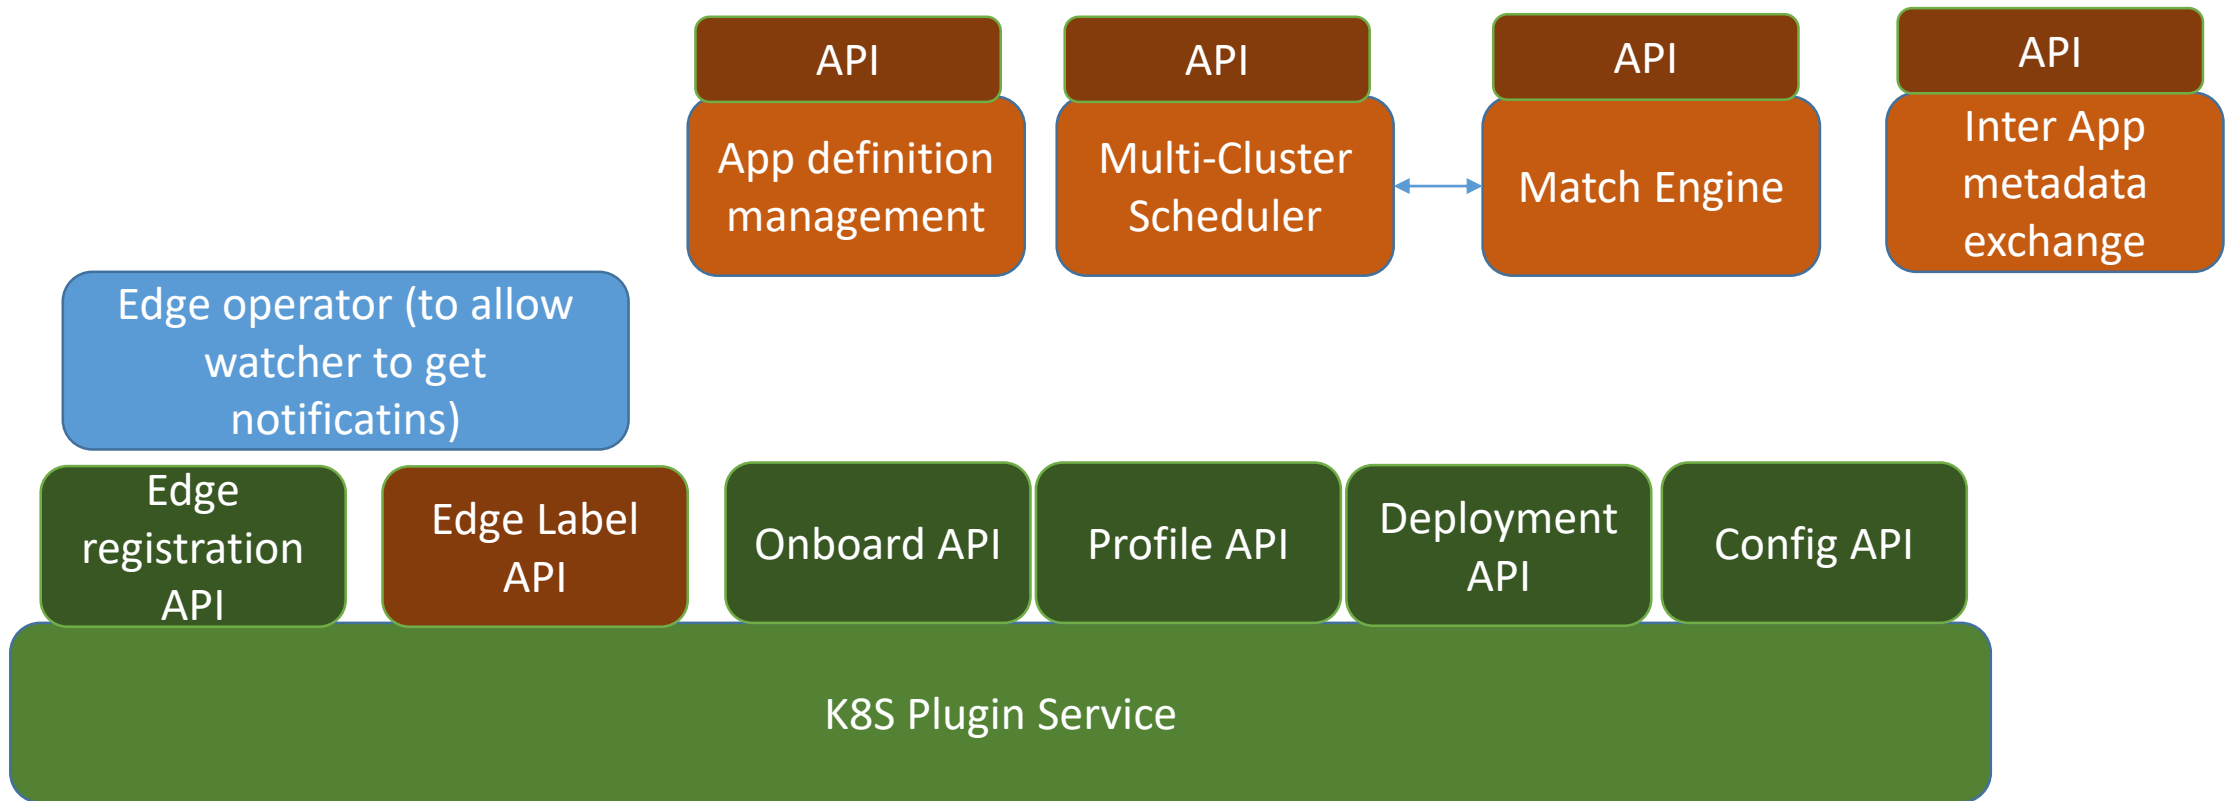 API
API
API
API
App definition
management
Multi-Cluster
Scheduler
Match Engine
Inter App
metadata
exchange
Edge operator (to allow
watcher to get
notificatins)
Edge
registration
API
Edge Label
API
Onboard API
Profile API
Deployment
API
Config API
K8S Plugin Service